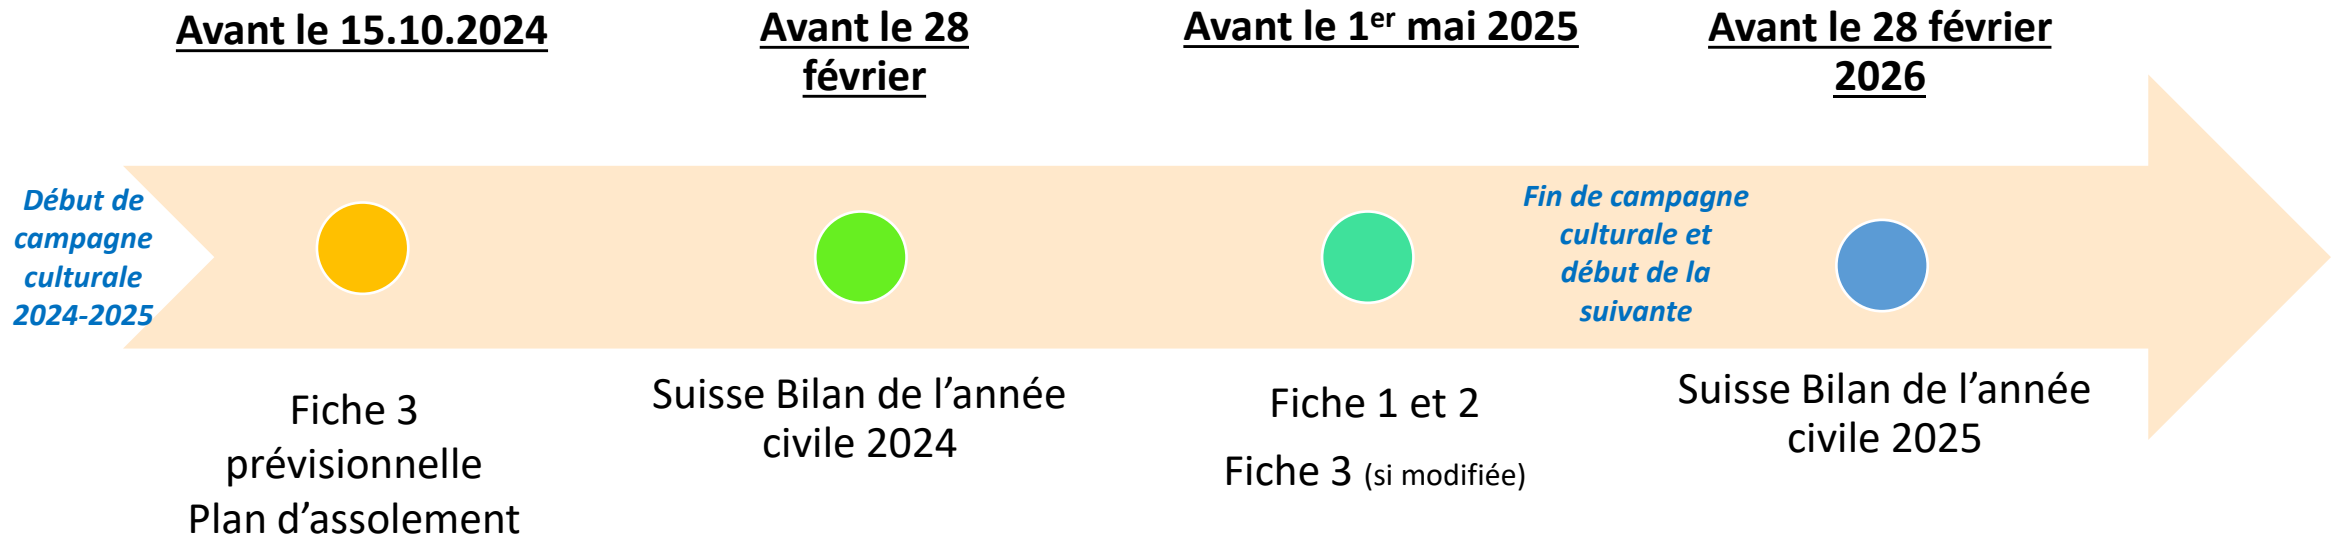 Avant le 15.10.2024
Avant le 28
février
Avant le 1er mai 2025
Avant le 28 février
2026
Début de
campagne
culturale
2024-2025
Fin de campagne
culturale et
début de la
suivante
Fiche 3
prévisionnelle
Plan d’assolement
Suisse Bilan de l’année
civile 2024
Fiche 1 et 2
Fiche 3 (si modifiée)
Suisse Bilan de l’année
civile 2025